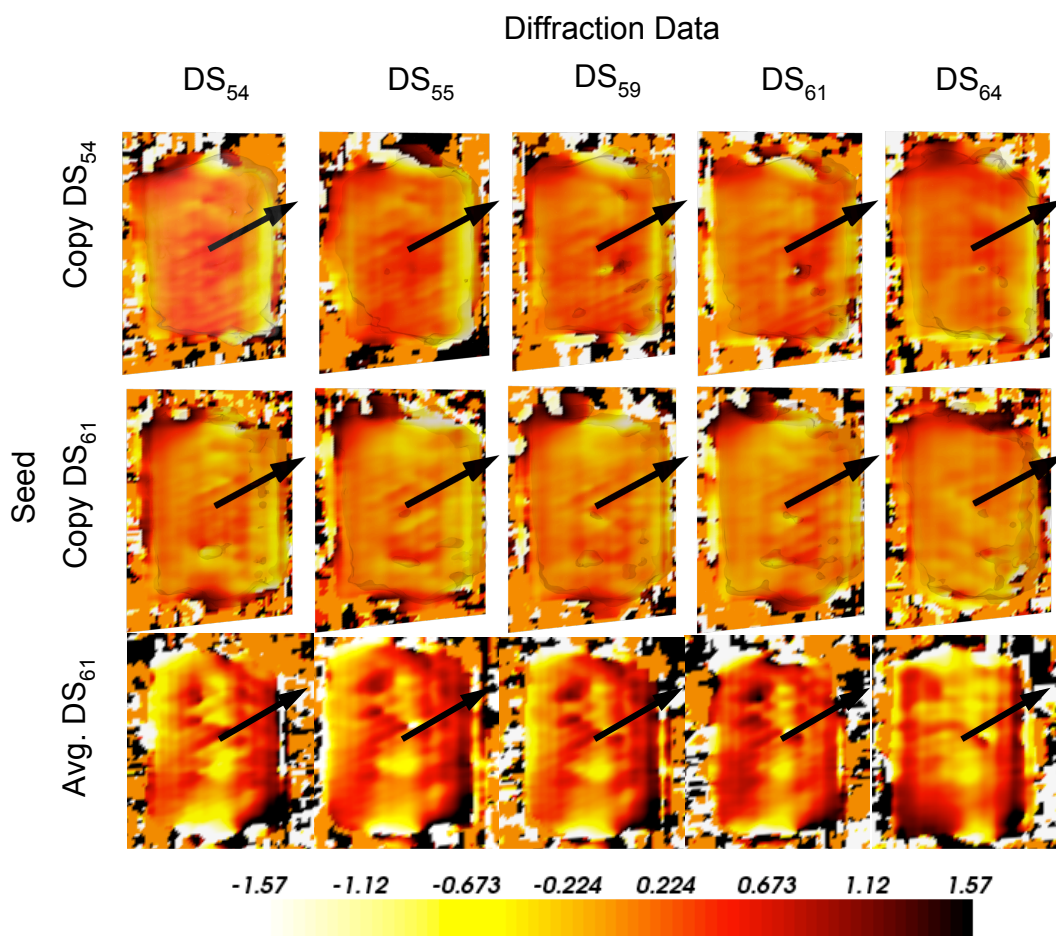 Diffraction Data
DS54 DS55 DS59 DS61 DS64
Seed
Copy DS54
Copy DS61
Avg. DS61
-1.57 -1.12 -0.673 -0.224 0.224 0.673 1.12 1.57